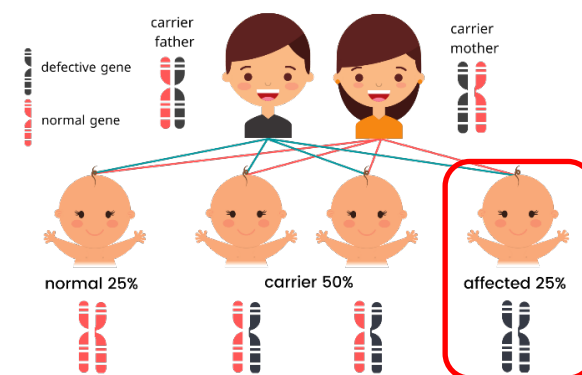 carrier
father
carrier
mother
defective gene
normal gene
normal 25%
carrier 50%
affected 25%